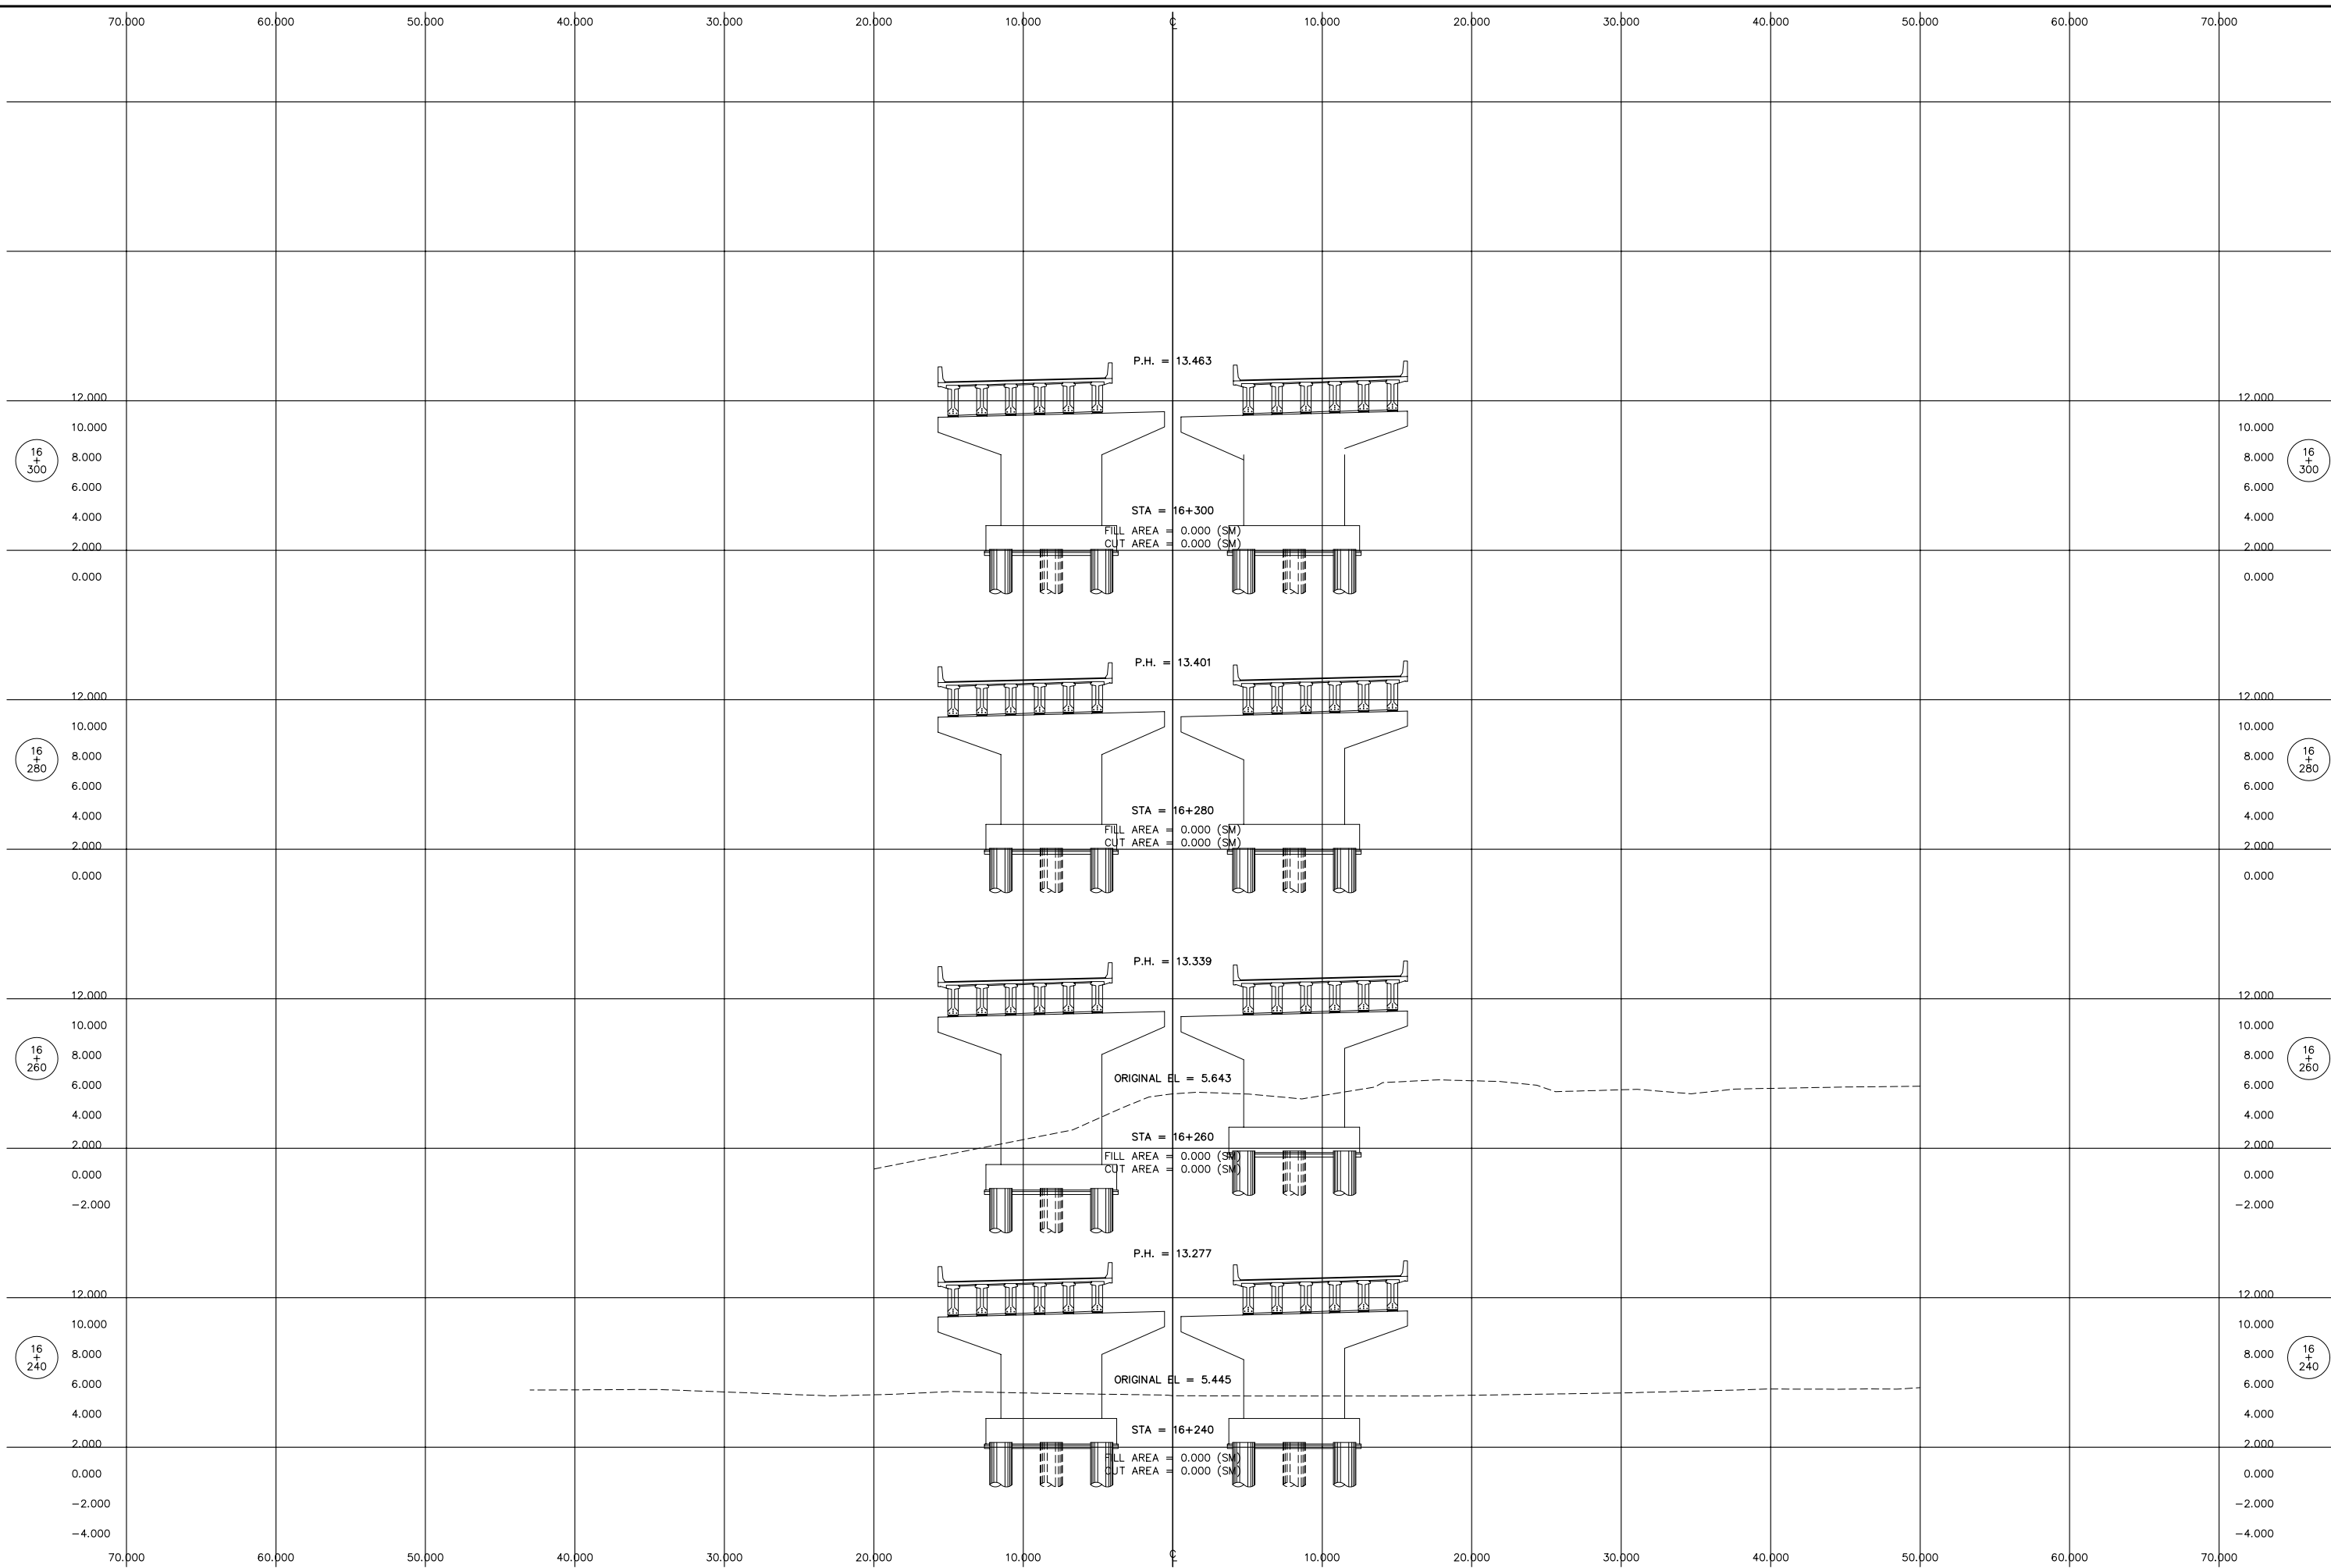 70.000 60.000 50.000 40.000 30.000 20.000 10.000 ℄ 10.000 20.000 30.000 40.000 50.000 60.000 70.000
P.H. = 13.463
12.000 12.000
10.000 10.000
16 + 300 8.000 8.000 16 + 300
6.000 6.000
4.000 STA = 16+300 4.000
FILL AREA = 0.000 (SM)
CUT AREA = 0.000 (SM)
2.000 2.000
0.000 0.000
P.H. = 13.401
12.000 12.000
10.000 10.000
16 + 280 8.000 8.000 16 + 280
6.000 6.000
4.000 STA = 16+280 4.000
FILL AREA = 0.000 (SM)
CUT AREA = 0.000 (SM)
2.000 2.000
0.000 0.000
P.H. = 13.339
12.000 12.000
10.000 10.000
16 + 260 8.000 8.000 16 + 260
6.000 ORIGINAL EL = 5.643 6.000
4.000 4.000
STA = 16+260
2.000 2.000
FILL AREA = 0.000 (SM)
CUT AREA = 0.000 (SM)
0.000 0.000
-2.000 -2.000
P.H. = 13.277
12.000 12.000
10.000 10.000
16 + 240 8.000 8.000 16 + 240
6.000 ORIGINAL EL = 5.445 6.000
4.000 4.000
STA = 16+240
2.000 2.000
FILL AREA = 0.000 (SM)
CUT AREA = 0.000 (SM)
0.000 0.000
-2.000 -2.000
-4.000 -4.000
70.000 60.000 50.000 40.000 30.000 20.000 10.000 ℄ 10.000 20.000 30.000 40.000 50.000 60.000 70.000